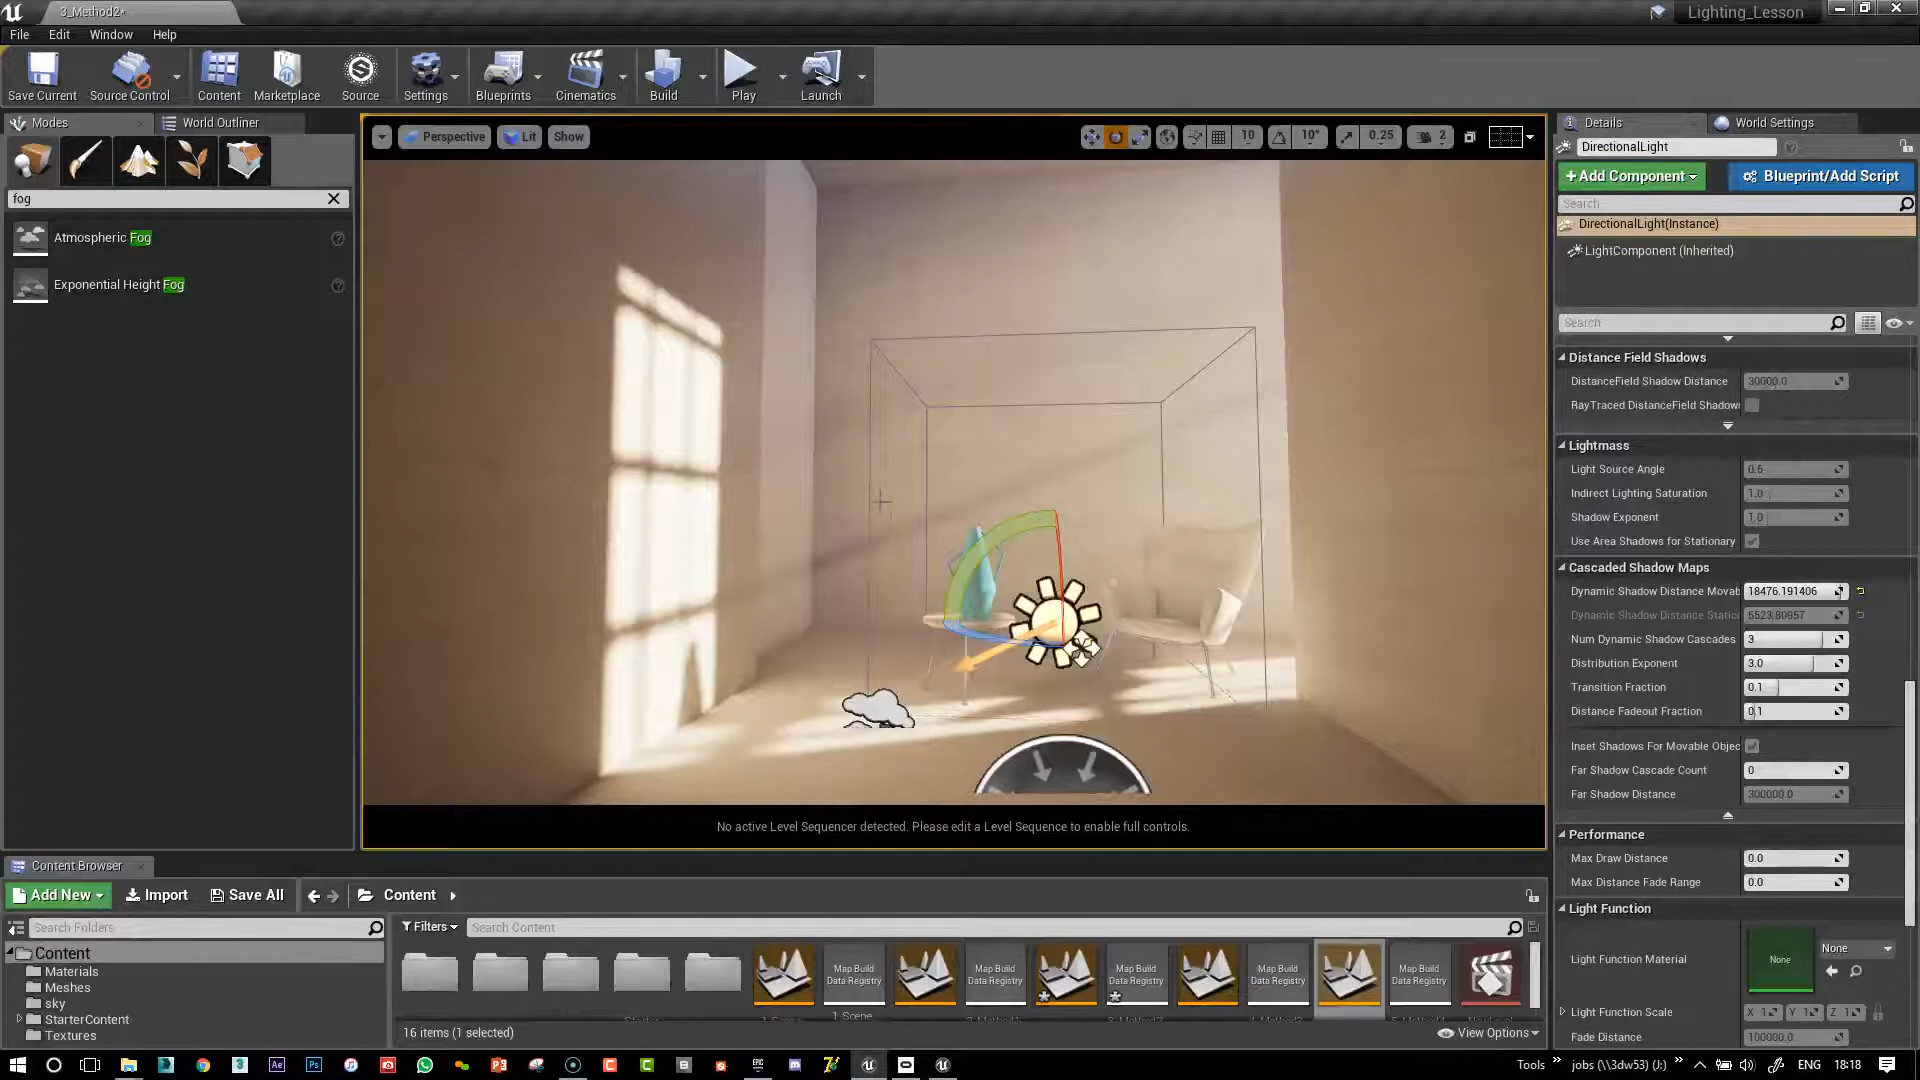 3_Method2*
Lighting_Lesson
File Edit Window Help
Save Current
Source Control
Content
Marketplace
Source
Settings
Blueprints
Cinematics
Build
Play
Launch
Modes
World Outliner
fog
Atmospheric Fog
Exponential Height Fog
Perspective
Lit
Show
10
10°
0.25
2
No active Level Sequencer detected. Please edit a Level Sequence to enable full controls.
Details
World Settings
DirectionalLight
+Add Component
Blueprint/Add Script
Search
DirectionalLight(Instance)
LightComponent (Inherited)
Search
Distance Field Shadows
DistanceField Shadow Distance 30000.0
RayTraced DistanceField Shadow
Lightmass
Light Source Angle 0.5
Indirect Lighting Saturation 1.0
Shadow Exponent 1.0
Use Area Shadows for Stationary
Cascaded Shadow Maps
Dynamic Shadow Distance Movab 18476.191406
Dynamic Shadow Distance Statio 5523.80957
Num Dynamic Shadow Cascades 3
Distribution Exponent 3.0
Transition Fraction 0.1
Distance Fadeout Fraction 0.1
Inset Shadows For Movable Objec
Far Shadow Cascade Count 0
Far Shadow Distance 300000.0
Performance
Max Draw Distance 0.0
Max Distance Fade Range 0.0
Light Function
Light Function Material None None
Light Function Scale X 1 Y 1 Z 1
Fade Distance 100000.0
Content Browser
Add New
Import
Save All
Content
Search Folders
Filters
Search Content
Content
Materials
Meshes
sky
StarterContent
Textures
Map Build
Data Registry
Map Build
Data Registry
Map Build
Data Registry
Map Build
Data Registry
Map Build
Data Registry
16 items (1 selected)
View Options
Tools
jobs (\\3dw53) (J:)
ENG
18:18